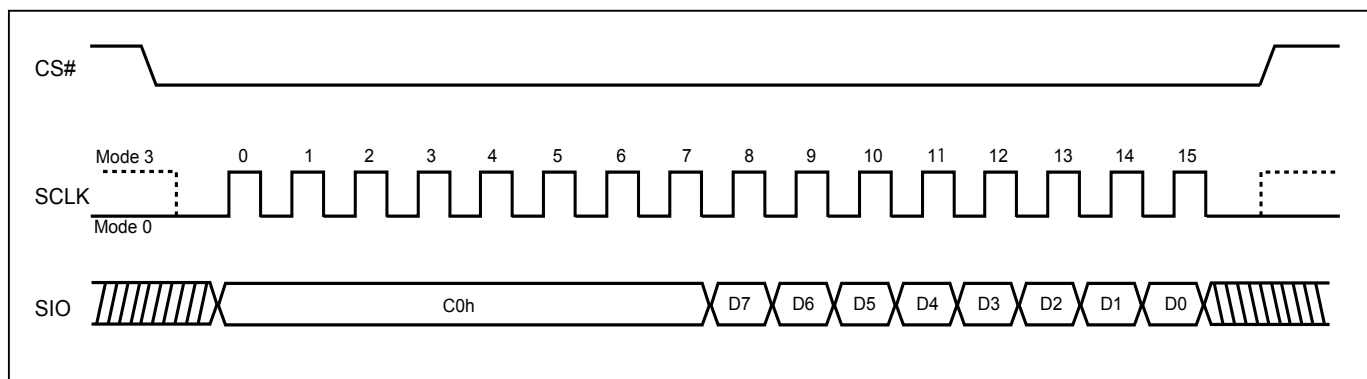 CS#
Mode 3 0 1 2 3 4 5 6 7 8 9 10 11 12 13 14 15
SCLK
Mode 0
SIO C0h D7 D6 D5 D4 D3 D2 D1 D0